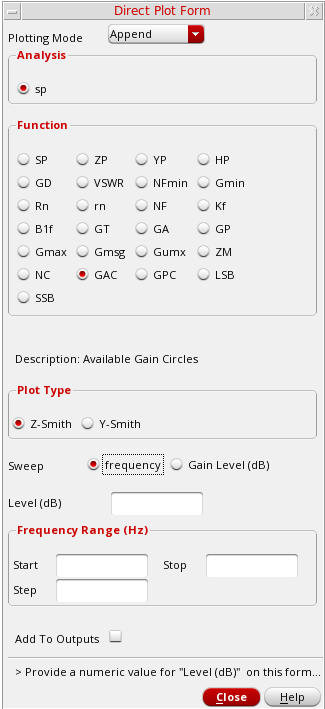 Direct Plot Form
Plotting Mode Append
Analysis
sp
Function
SP ZP YP HP
GD VSWR NFmin Gmin
Rn rn NF Kf
B1f GT GA GP
Gmax Gmsg Gumx ZM
NC GAC GPC LSB
SSB
Description: Available Gain Circles
Plot Type
Z-Smith Y-Smith
Sweep frequency Gain Level (dB)
Level (dB)
Frequency Range (Hz)
Start Stop
Step
Add To Outputs
> Provide a numeric value for "Level (dB)" on this form...
Close Help